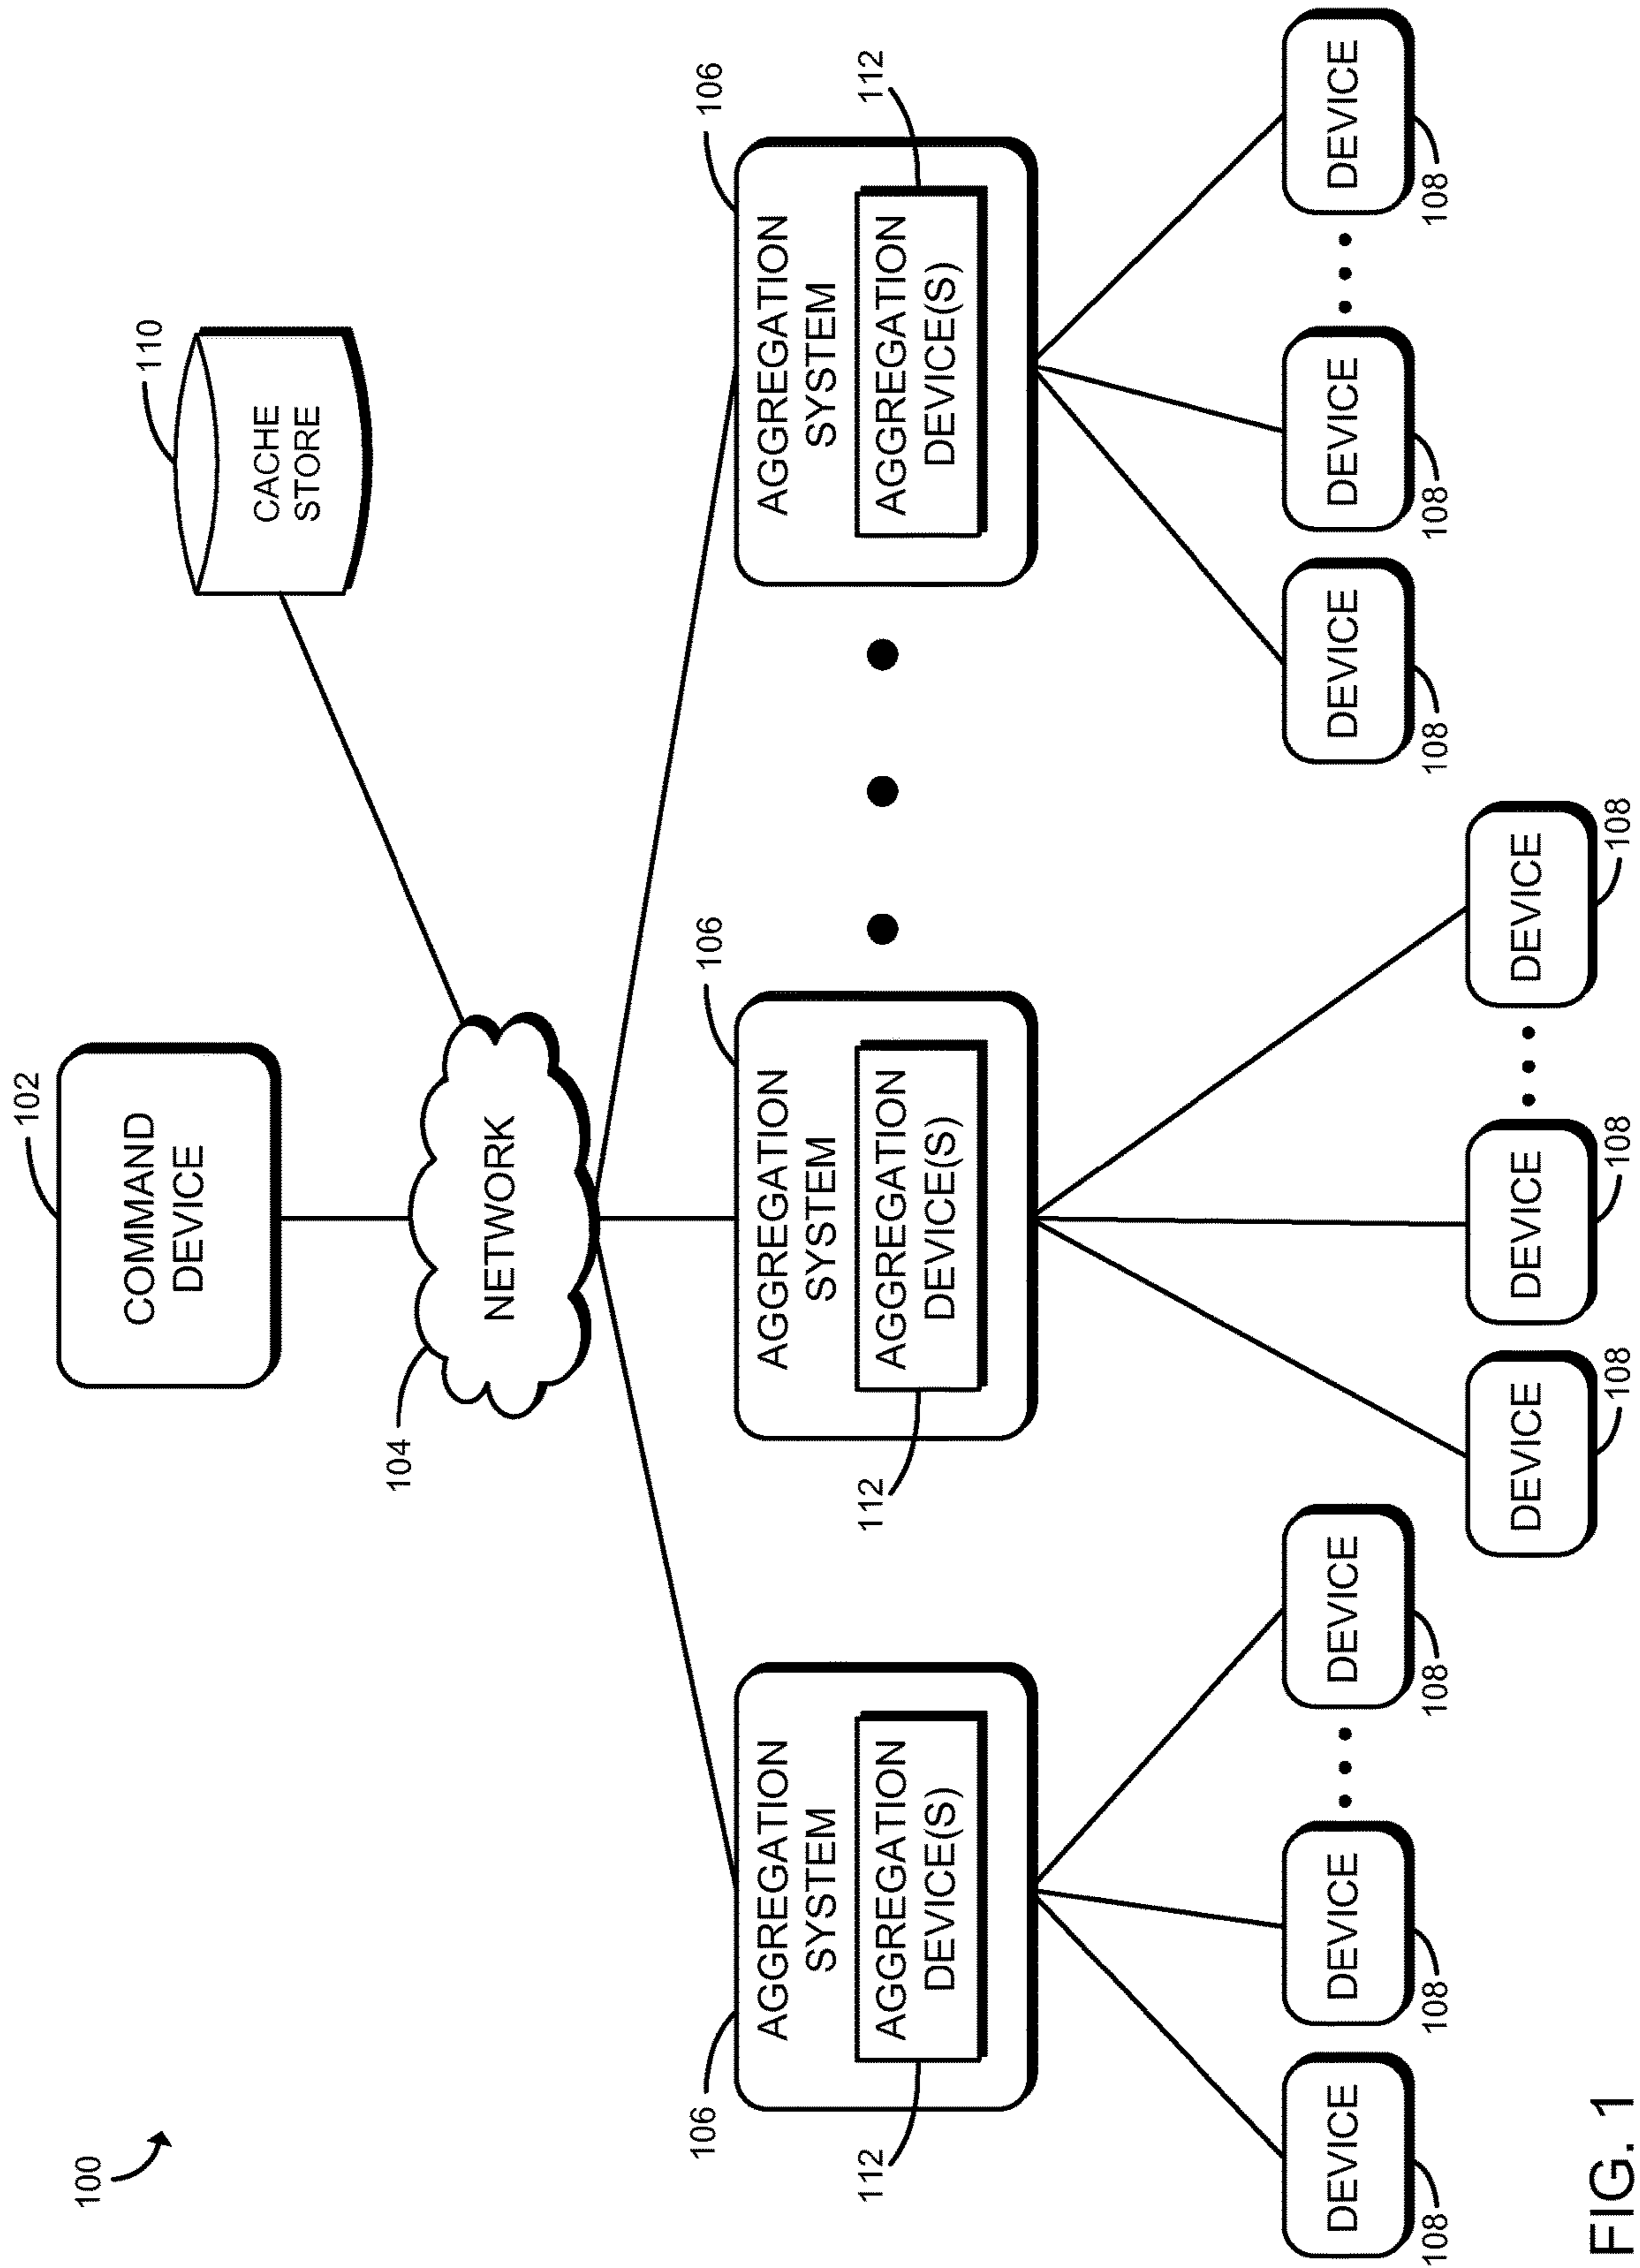 100
102
COMMAND
DEVICE
110
CACHE
STORE
104
NETWORK
106
AGGREGATION
SYSTEM
112
AGGREGATION
DEVICE(S)
106
AGGREGATION
SYSTEM
112
AGGREGATION
DEVICE(S)
106
AGGREGATION
SYSTEM
112
AGGREGATION
DEVICE(S)
DEVICE
108
DEVICE
108
DEVICE
108
DEVICE
108
DEVICE
108
DEVICE
108
DEVICE
108
DEVICE
108
DEVICE
108
FIG. 1